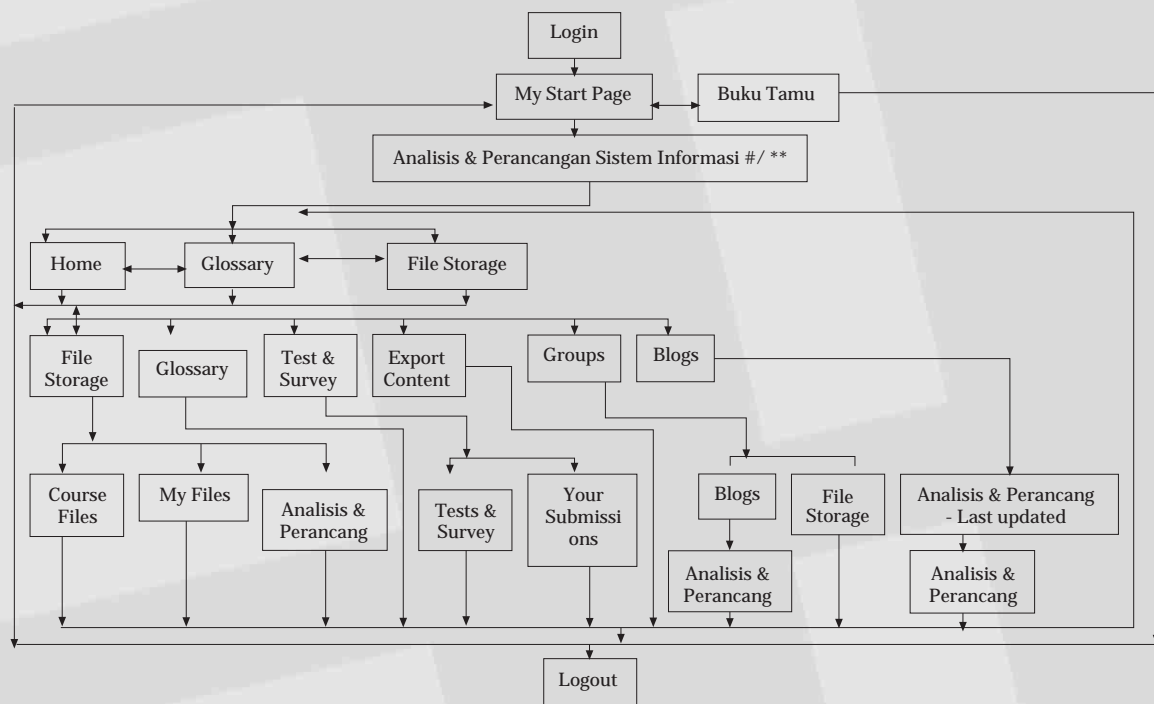 Login
My Start Page
Buku Tamu
Analisis & Perancangan Sistem Informasi #/ **
Home
Glossary
File Storage
File
Storage
Glossary
Test &
Survey
Export
Content
Groups
Blogs
Course
Files
My Files
Analisis &
Perancang
Tests &
Survey
Your
Submissi
ons
Blogs
File
Storage
Analisis & Perancang
- Last updated
Analisis &
Perancang
Analisis &
Perancang
Logout